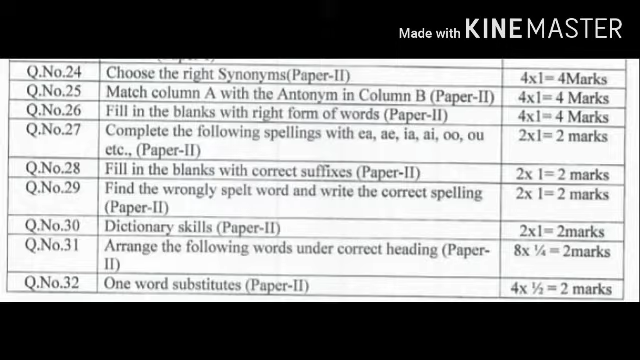 Made with KINEMASTER
Q.No.24 Choose the right Synonyms(Paper-II) 4x1= 4Marks
Q.No.25 Match column A with the Antonym in Column B (Paper-II) 4x1= 4 Marks
Q.No.26 Fill in the blanks with right form of words (Paper-II) 4x1= 4 Marks
Q.No.27 Complete the following spellings with ea, ae, ia, ai, oo, ou 2x1= 2 marks
etc., (Paper-II)
Q.No.28 Fill in the blanks with correct suffixes (Paper-II) 2x 1= 2 marks
Q.No.29 Find the wrongly spelt word and write the correct spelling 2x 1= 2 marks
(Paper-II)
Q.No.30 Dictionary skills (Paper-II) 2x1= 2marks
Q.No.31 Arrange the following words under correct heading (Paper- 8x ¼ = 2marks
II)
Q.No.32 One word substitutes (Paper-II) 4x ½ = 2 marks